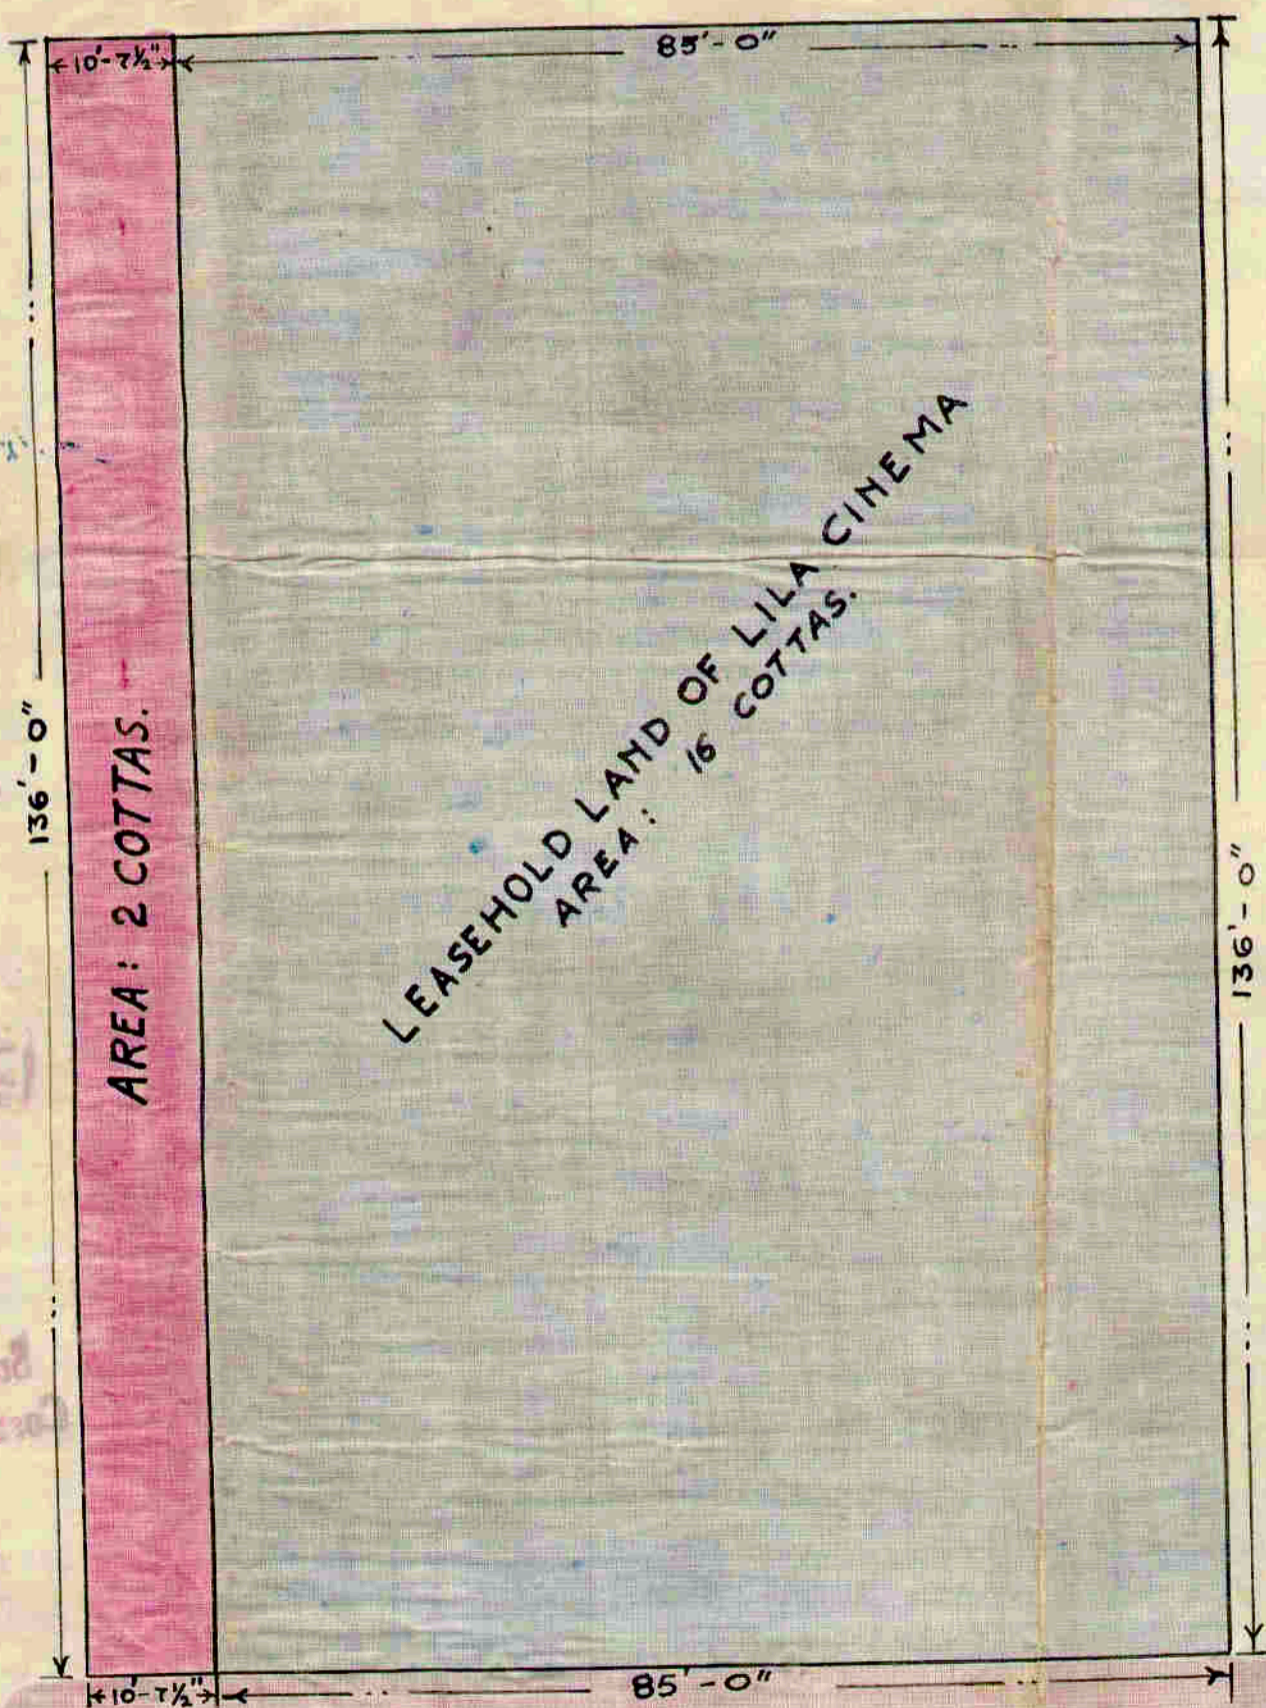 10'-7½" 85'-0"
136'-0"
AREA: 2 COTTAS.
LEASEHOLD LAND OF LILA CINEMA
AREA: 16 COTTAS.
136'-0"
10'-7½" 85'-0"